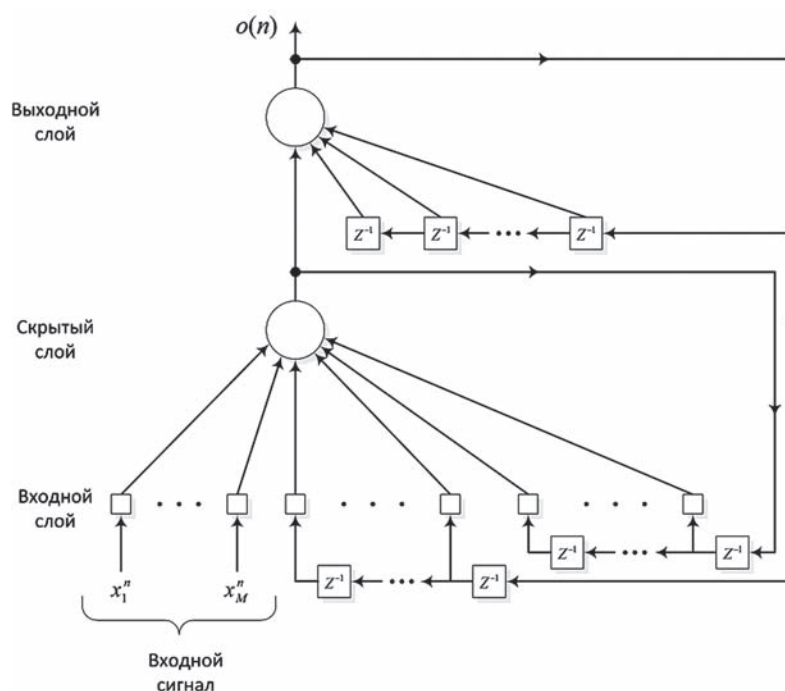 o(n)
Выходной
слой
Z⁻¹ Z⁻¹ ••• Z⁻¹
Скрытый
слой
Входной
слой
Z⁻¹ ••• Z⁻¹
Z⁻¹ ••• Z⁻¹
x₁ⁿ x_Mⁿ
Входной
сигнал